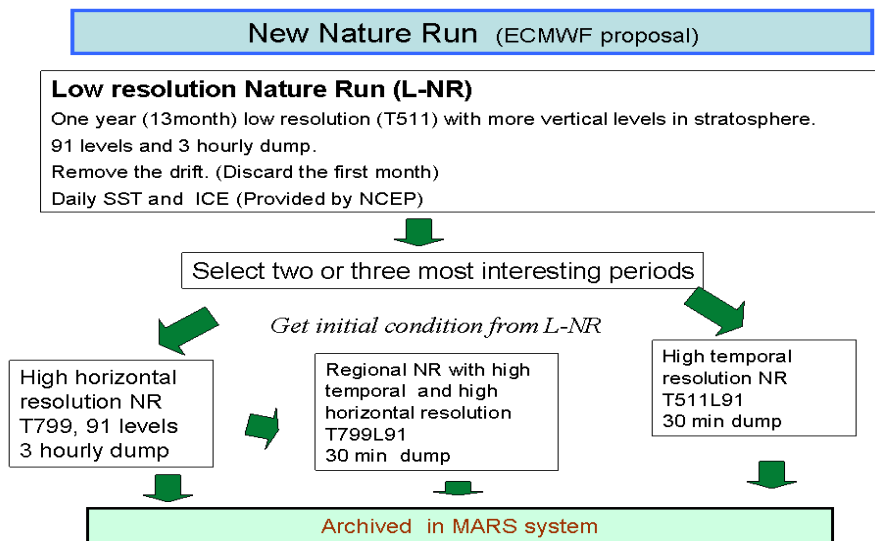 New Nature Run (ECMWF proposal)
Low resolution Nature Run (L-NR)
One year (13month) low resolution (T511) with more vertical levels in stratosphere.
91 levels and 3 hourly dump.
Remove the drift. (Discard the first month)
Daily SST and ICE (Provided by NCEP)
Select two or three most interesting periods
Get initial condition from L-NR
High horizontal
resolution NR
T799, 91 levels
3 hourly dump
Regional NR with high
temporal and high
horizontal resolution
T799L91
30 min dump
High temporal
resolution NR
T511L91
30 min dump
Archived in MARS system